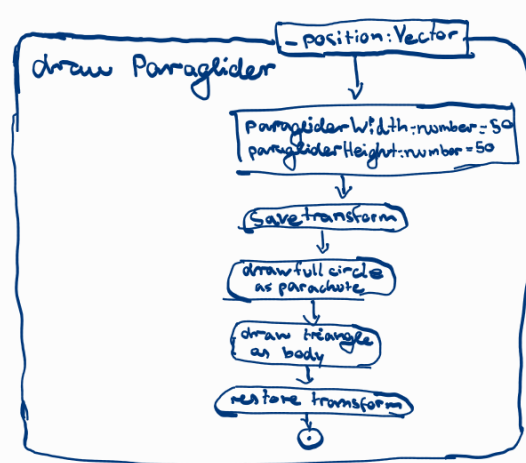 _position:Vector
draw Paraglider
paragliderWidth:number=50
paragliderHeight:number=50
Save transform
draw full circle
as parachute
draw triangle
as body
restore transform